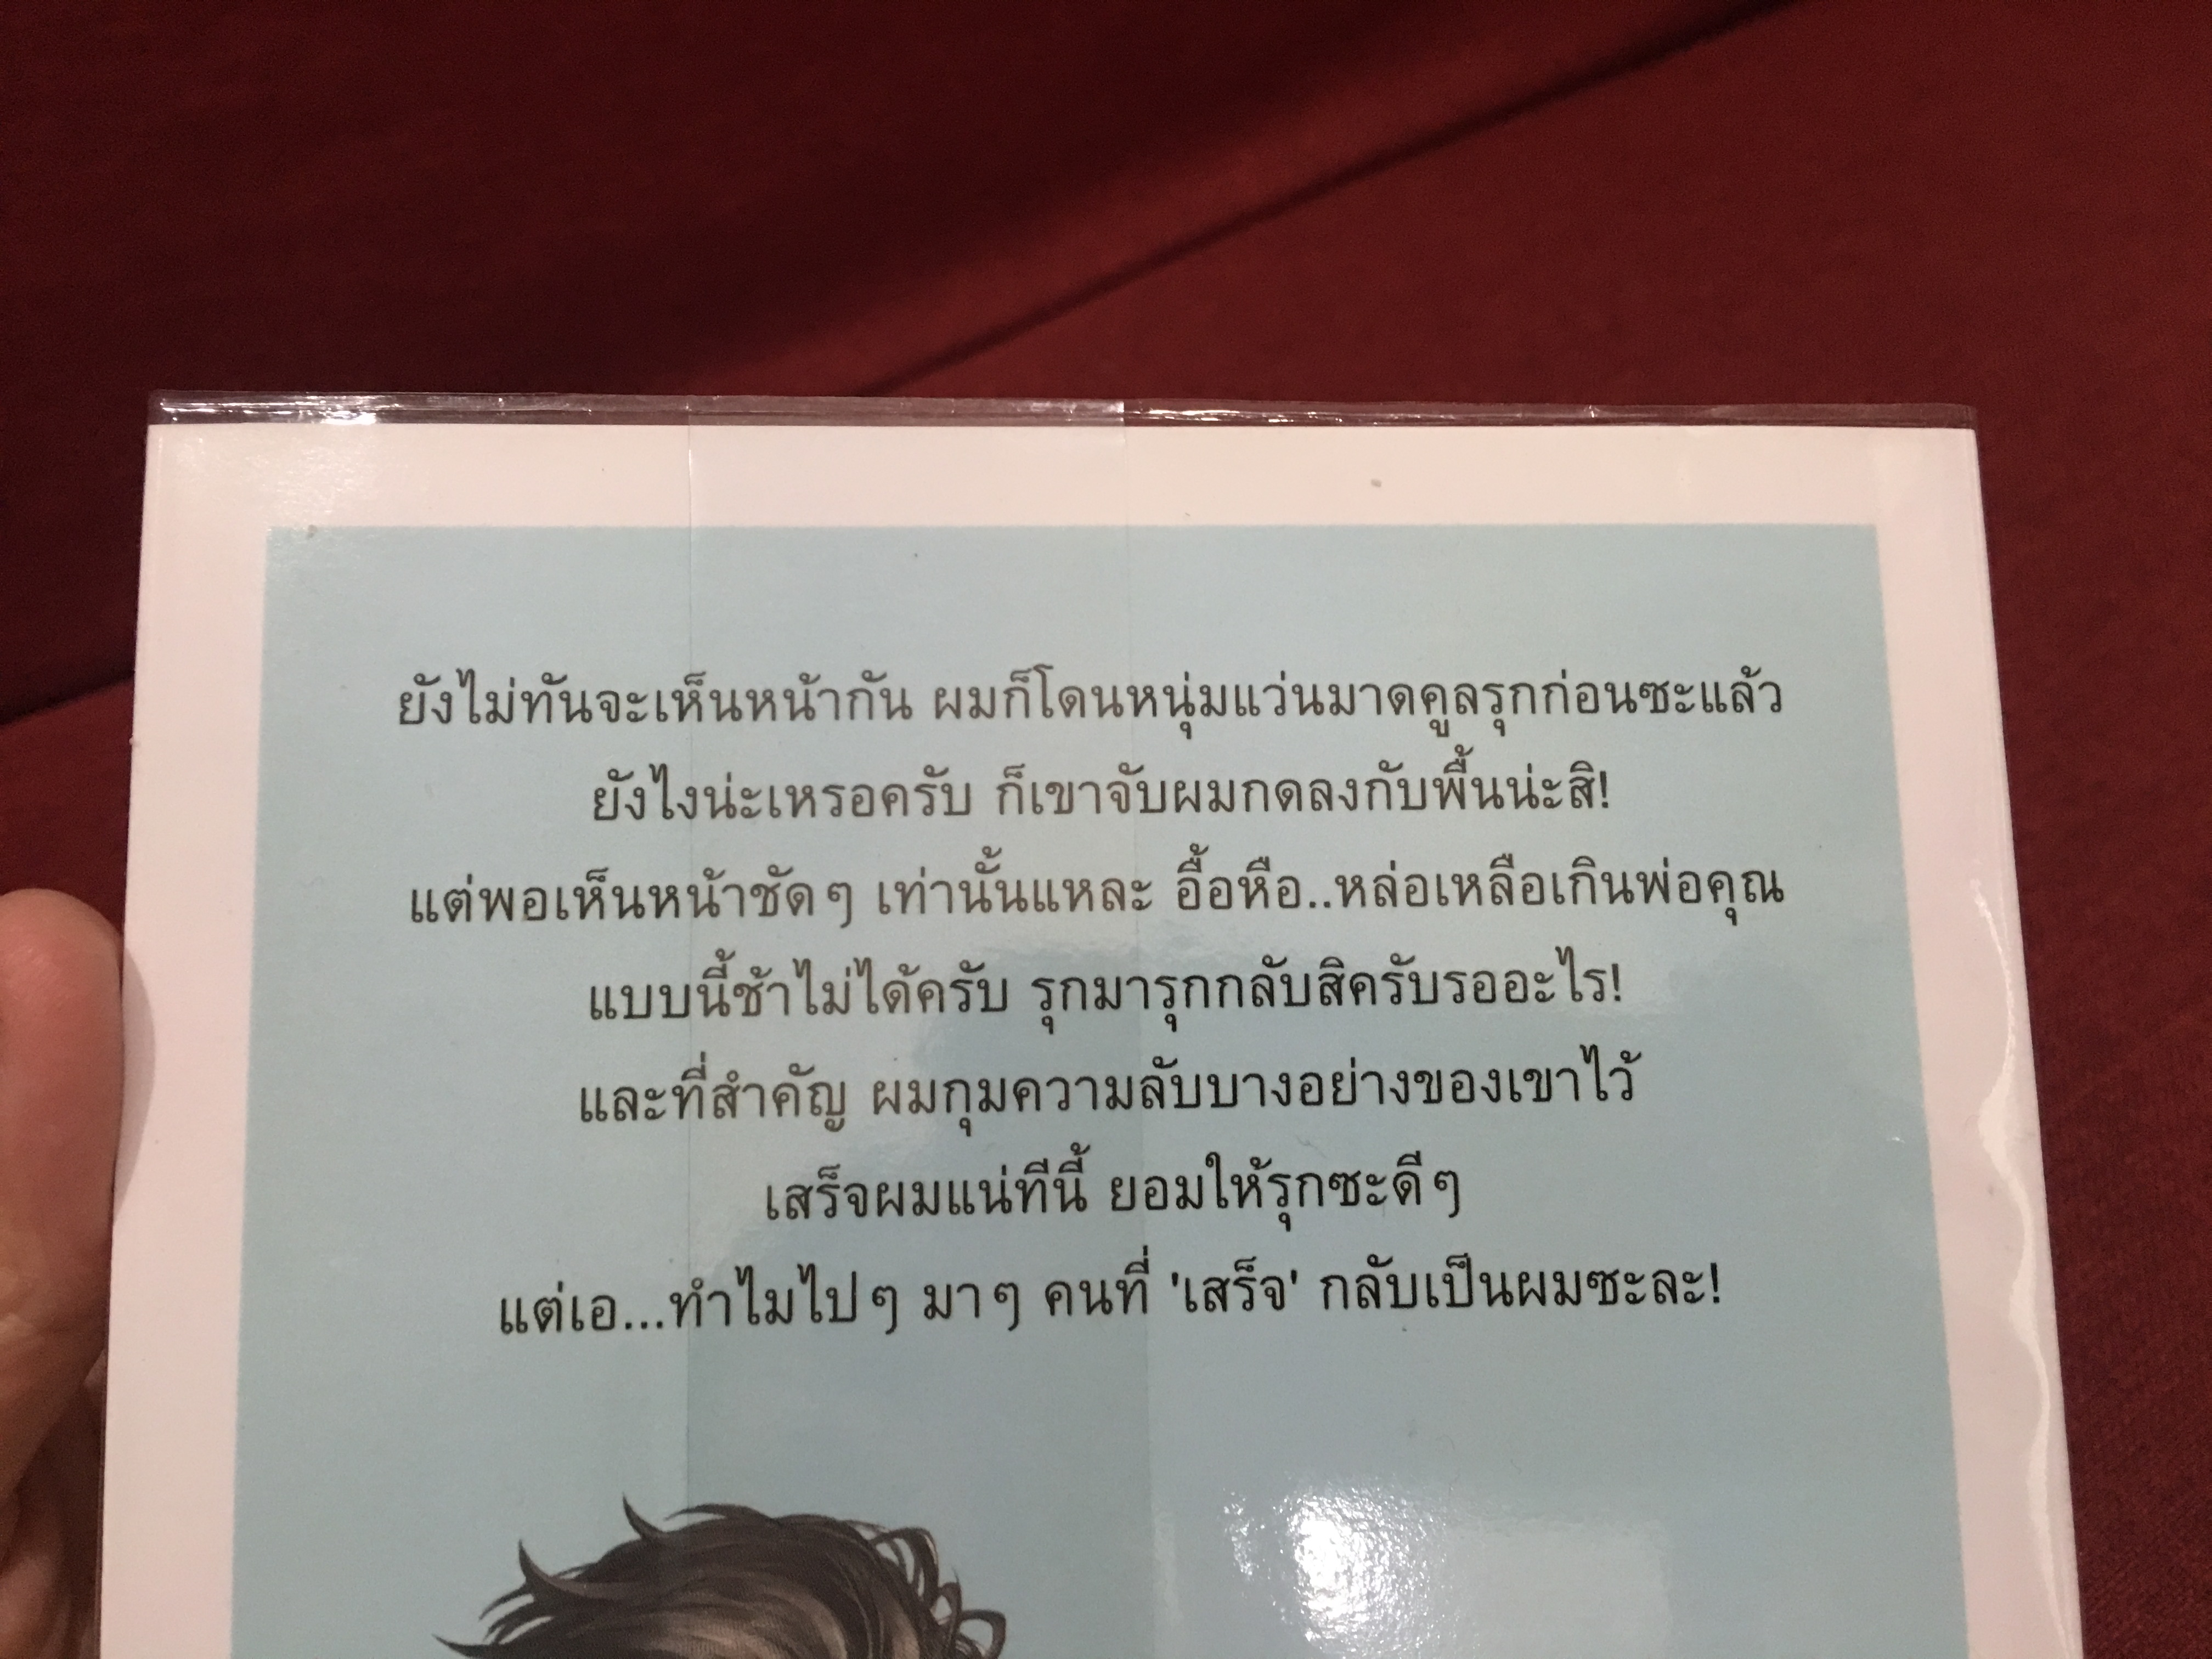 ยังไม่ทันจะเห็นหน้ากัน ผมก็โดนหนุ่มแว่นมาดคูลรุกก่อนซะแล้ว
ยังไงน่ะเหรอครับ ก็เขาจับผมกดลงกับพื้นน่ะสิ!
แต่พอเห็นหน้าชัดๆ เท่านั้นแหละ อื้อหือ..หล่อเหลือเกินพ่อคุณ
แบบนี้ช้าไม่ได้ครับ รุกมารุกกลับสิครับรออะไร!
และที่สำคัญ ผมกุมความลับบางอย่างของเขาไว้
เสร็จผมแน่ทีนี้ ยอมให้รุกซะดีๆ
แต่เอ...ทำไมไปๆ มาๆ คนที่ 'เสร็จ' กลับเป็นผมซะละ!